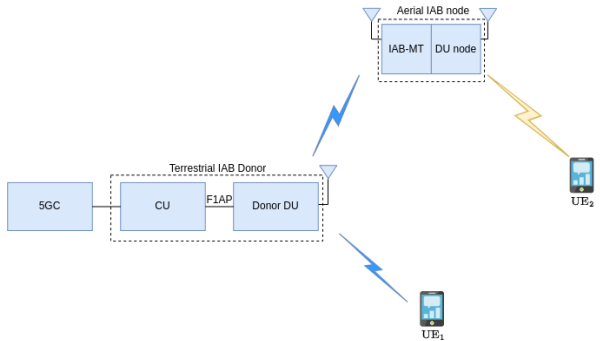 Aerial IAB node
IAB-MT
DU node
Terrestrial IAB Donor
5GC
CU
F1AP
Donor DU
UE₂
UE₁